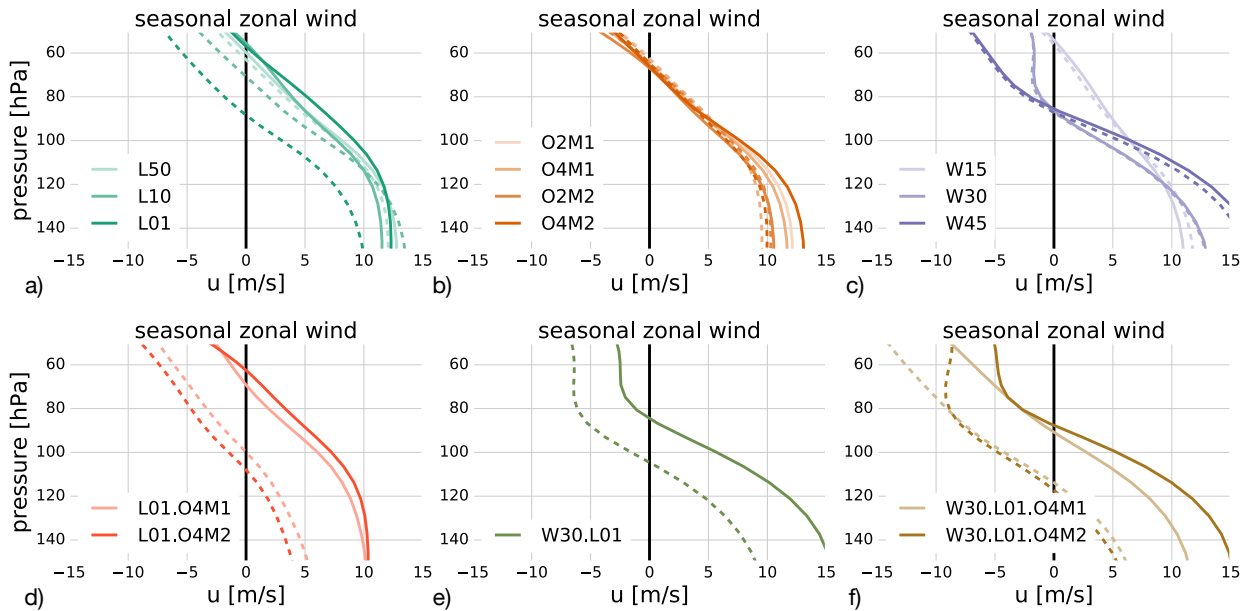 seasonal zonal wind
pressure [hPa]
60
80
100
120
140
L50
L10
L01
−15 −10 −5 0 5 10 15
u [m/s]
a)
seasonal zonal wind
60
80
100
120
140
O2M1
O4M1
O2M2
O4M2
−15 −10 −5 0 5 10 15
u [m/s]
b)
seasonal zonal wind
60
80
100
120
140
W15
W30
W45
−15 −10 −5 0 5 10 15
u [m/s]
c)
seasonal zonal wind
pressure [hPa]
60
80
100
120
140
L01.O4M1
L01.O4M2
−15 −10 −5 0 5 10 15
u [m/s]
d)
seasonal zonal wind
60
80
100
120
140
W30.L01
−15 −10 −5 0 5 10 15
u [m/s]
e)
seasonal zonal wind
60
80
100
120
140
W30.L01.O4M1
W30.L01.O4M2
−15 −10 −5 0 5 10 15
u [m/s]
f)